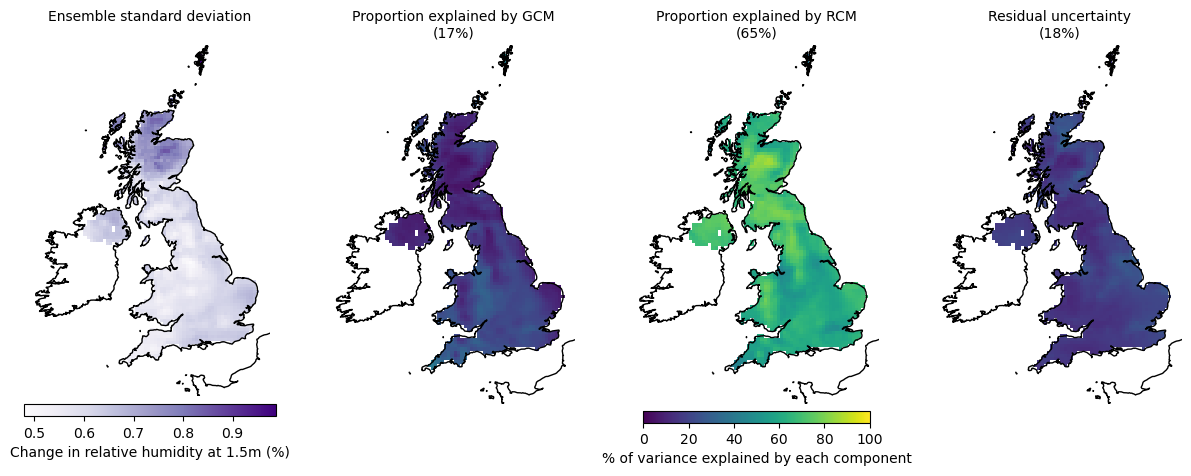 Ensemble standard deviation
Proportion explained by GCM
(17%)
Proportion explained by RCM
(65%)
Residual uncertainty
(18%)
0.5 0.6 0.7 0.8 0.9
Change in relative humidity at 1.5m (%)
0 20 40 60 80 100
% of variance explained by each component